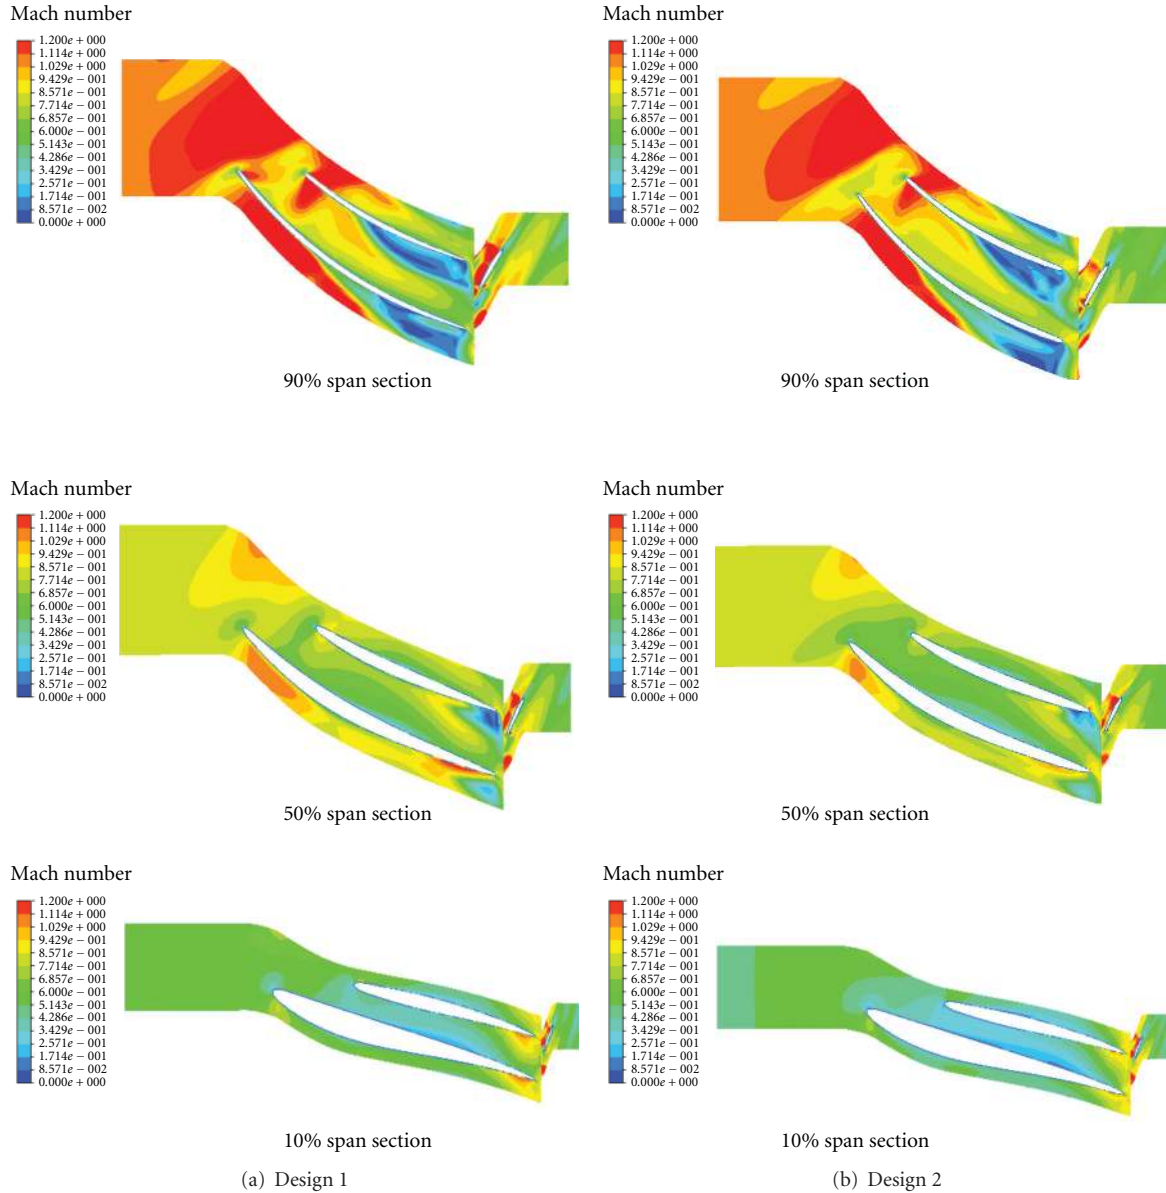 Mach number
1.200e + 000
1.114e + 000
1.029e + 000
9.429e − 001
8.571e − 001
7.714e − 001
6.857e − 001
6.000e − 001
5.143e − 001
4.286e − 001
3.429e − 001
2.571e − 001
1.714e − 001
8.571e − 002
0.000e + 000
90% span section
Mach number
1.200e + 000
1.114e + 000
1.029e + 000
9.429e − 001
8.571e − 001
7.714e − 001
6.857e − 001
6.000e − 001
5.143e − 001
4.286e − 001
3.429e − 001
2.571e − 001
1.714e − 001
8.571e − 002
0.000e + 000
90% span section
Mach number
1.200e + 000
1.114e + 000
1.029e + 000
9.429e − 001
8.571e − 001
7.714e − 001
6.857e − 001
6.000e − 001
5.143e − 001
4.286e − 001
3.429e − 001
2.571e − 001
1.714e − 001
8.571e − 002
0.000e + 000
50% span section
Mach number
1.200e + 000
1.114e + 000
1.029e + 000
9.429e − 001
8.571e − 001
7.714e − 001
6.857e − 001
6.000e − 001
5.143e − 001
4.286e − 001
3.429e − 001
2.571e − 001
1.714e − 001
8.571e − 002
0.000e + 000
50% span section
Mach number
1.200e + 000
1.114e + 000
1.029e + 000
9.429e − 001
8.571e − 001
7.714e − 001
6.857e − 001
6.000e − 001
5.143e − 001
4.286e − 001
3.429e − 001
2.571e − 001
1.714e − 001
8.571e − 002
0.000e + 000
10% span section
(a) Design 1
Mach number
1.200e + 000
1.114e + 000
1.029e + 000
9.429e − 001
8.571e − 001
7.714e − 001
6.857e − 001
6.000e − 001
5.143e − 001
4.286e − 001
3.429e − 001
2.571e − 001
1.714e − 001
8.571e − 002
0.000e + 000
10% span section
(b) Design 2